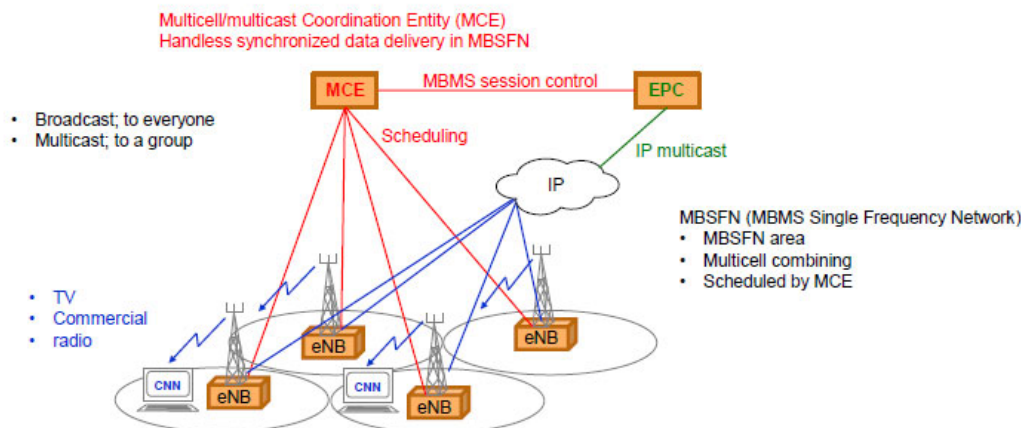 Multicell/multicast Coordination Entity (MCE)
Handless synchronized data delivery in MBSFN
MCE
MBMS session control
EPC
• Broadcast; to everyone
• Multicast; to a group
Scheduling
IP multicast
IP
MBSFN (MBMS Single Frequency Network)
• MBSFN area
• Multicell combining
• Scheduled by MCE
• TV
• Commercial
• radio
eNB
eNB
CNN
eNB
CNN
eNB